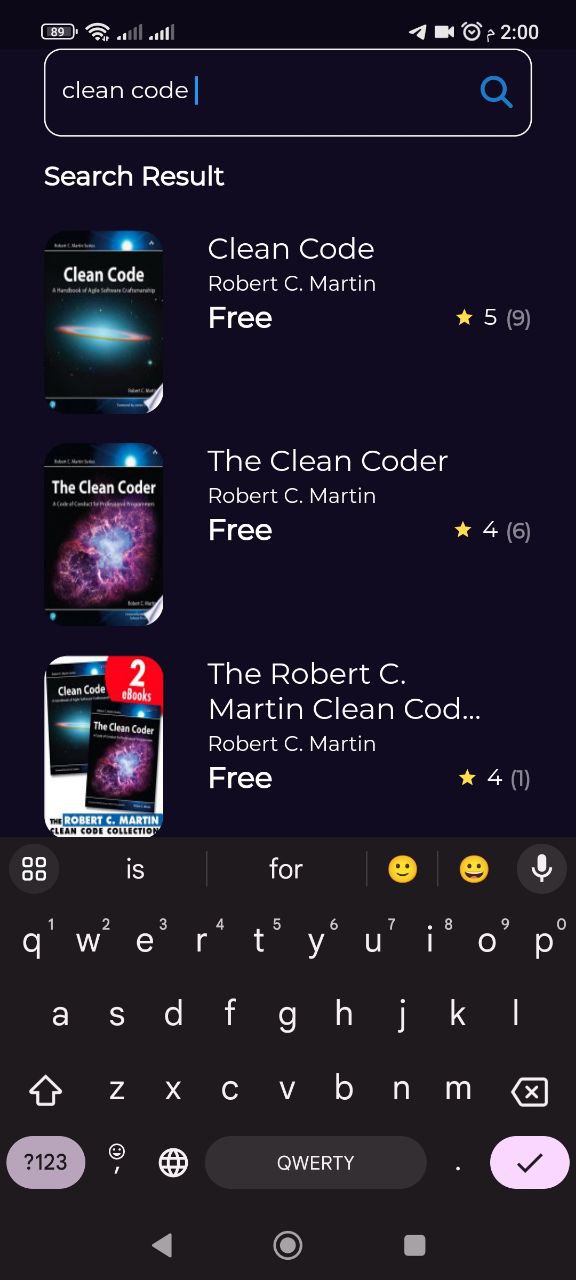 89 م 2:00
clean code
Search Result
Robert C. Martin Series
Clean Code
A Handbook of Agile Software Craftsmanship
Robert C. Martin
Clean Code
Robert C. Martin
Free
5 (9)
Robert C. Martin Series
The Clean Coder
A Code of Conduct for Professional Programmers
Robert C. Martin
The Clean Coder
Robert C. Martin
Free
4 (6)
2
eBooks
Clean Code
The Clean Coder
THE ROBERT C. MARTIN
CLEAN CODE COLLECTION
The Robert C.
Martin Clean Cod...
Robert C. Martin
Free
4 (1)
is for
q1 w2 e3 r4 t5 y6 u7 i8 o9 p0
a s d f g h j k l
z x c v b n m
?123 , QWERTY .